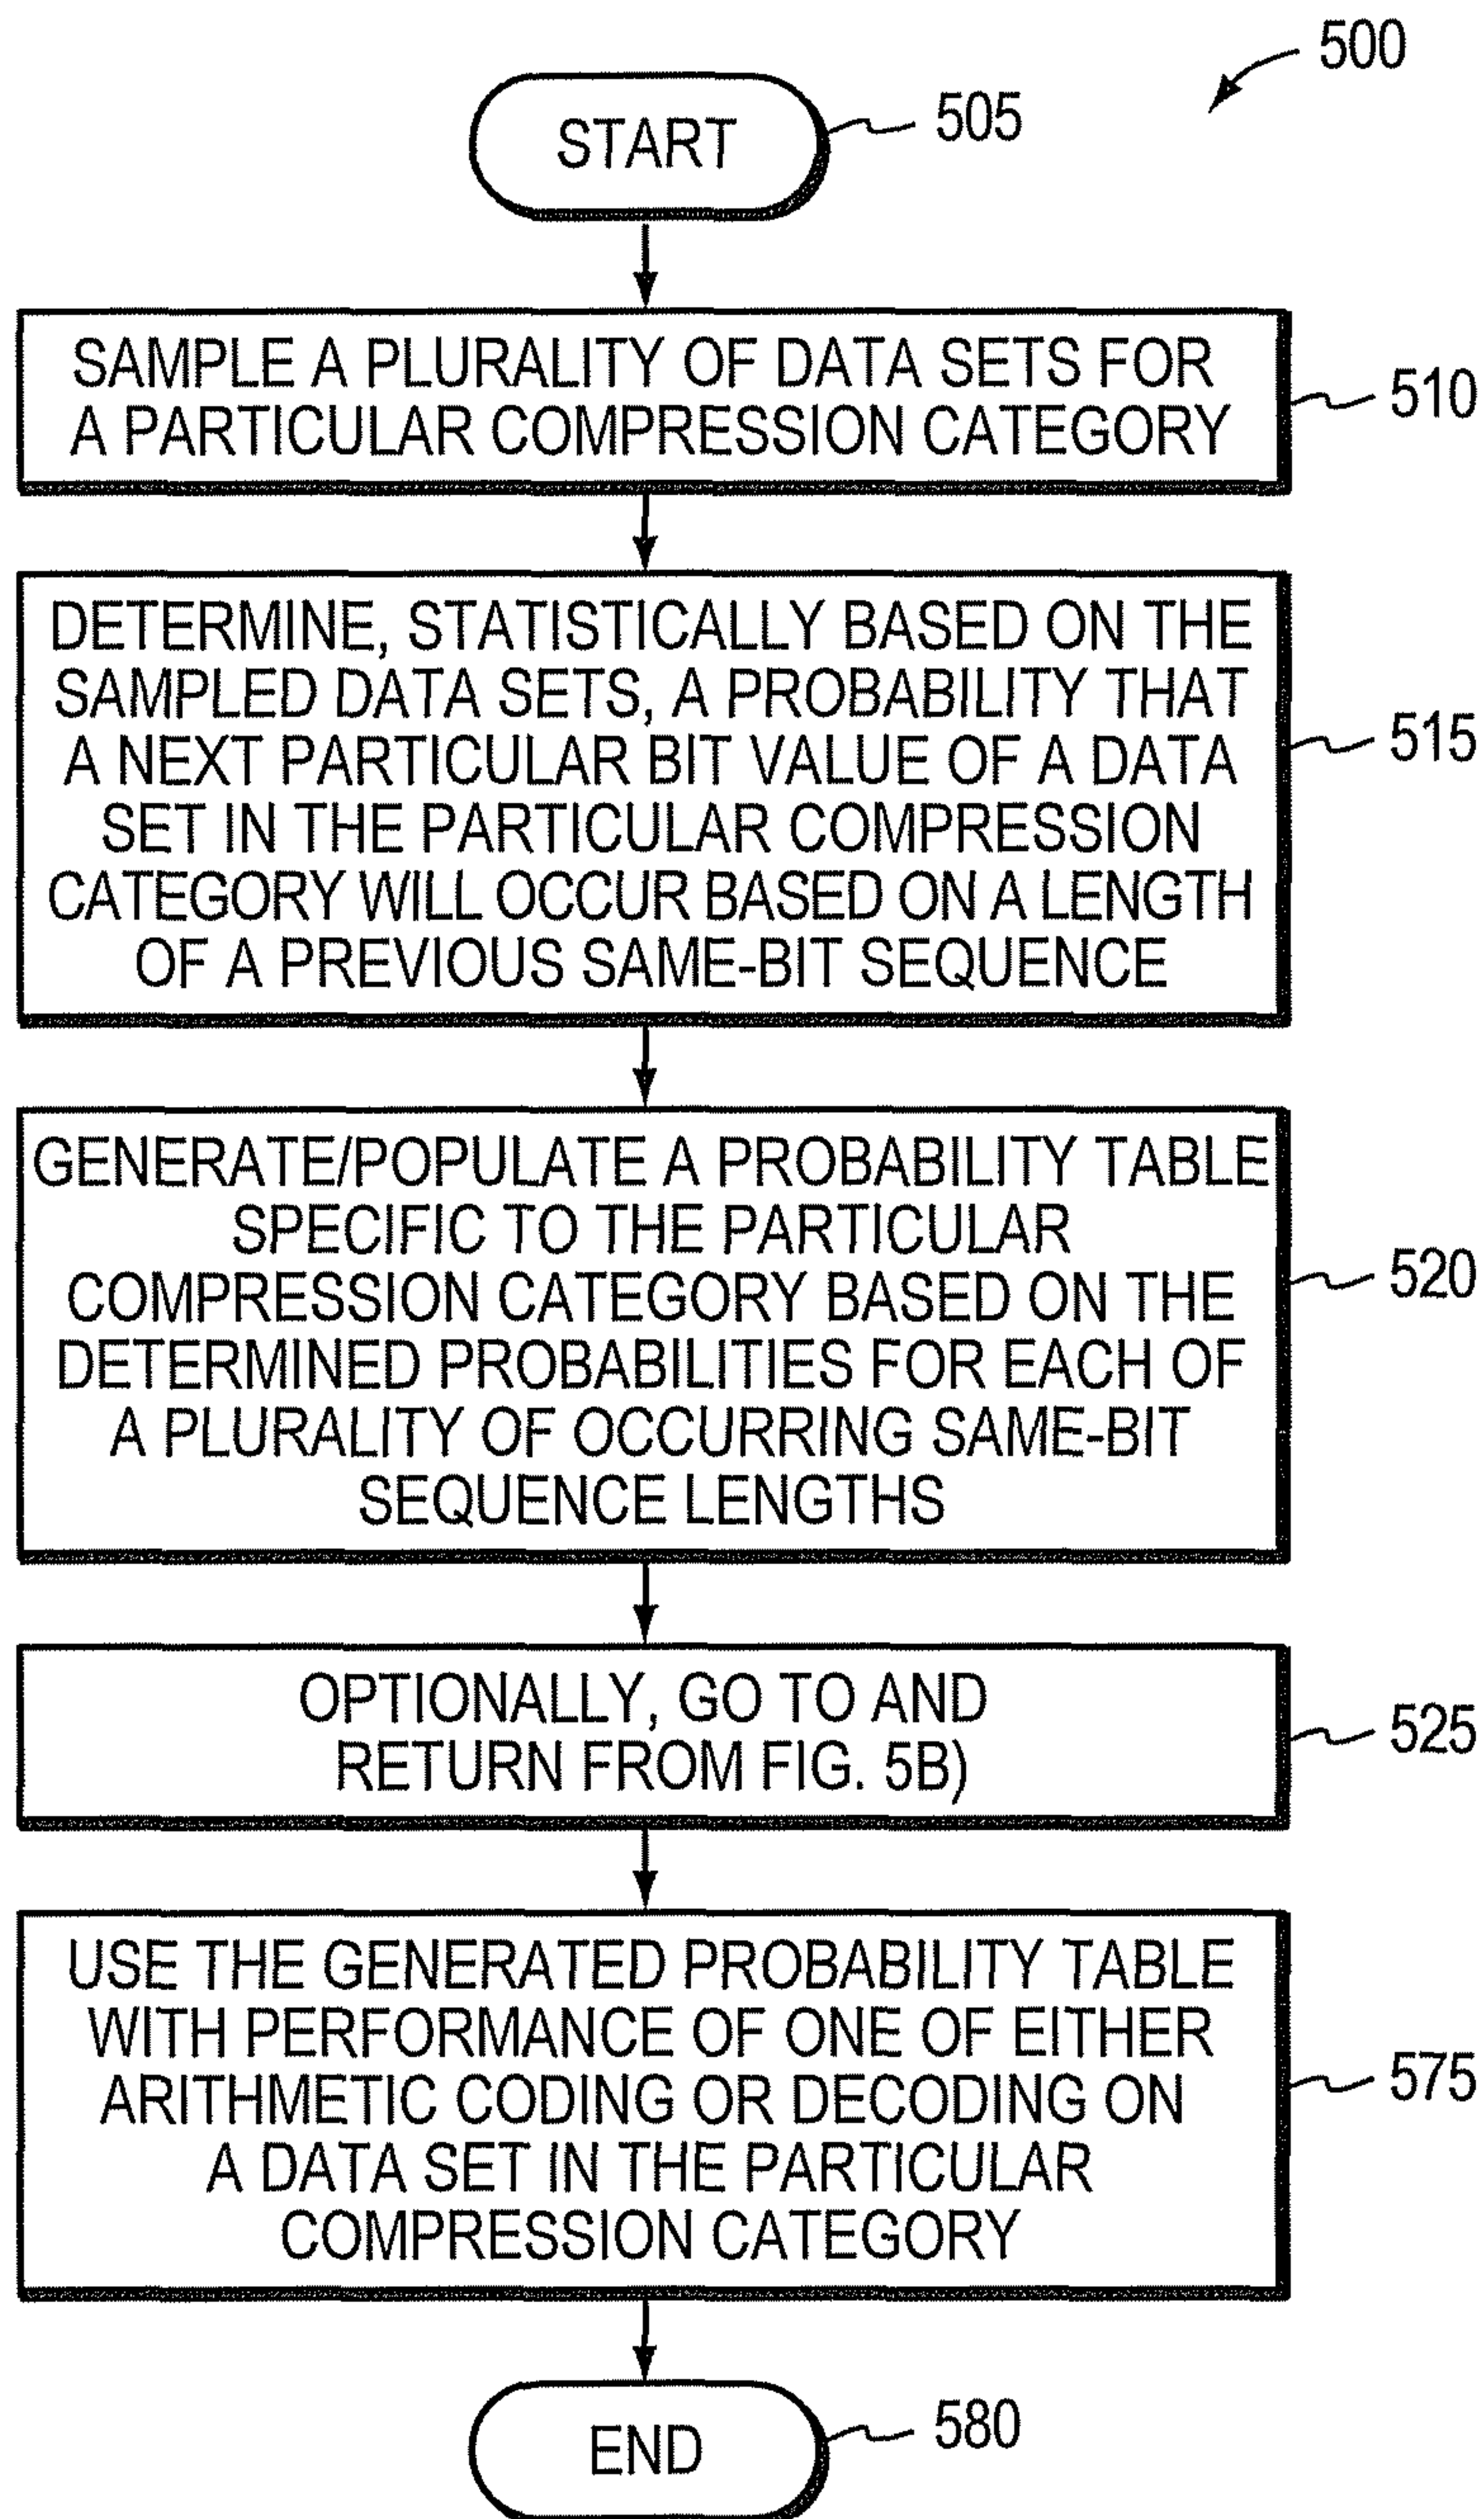 500
START
505
SAMPLE A PLURALITY OF DATA SETS FOR
A PARTICULAR COMPRESSION CATEGORY
510
DETERMINE, STATISTICALLY BASED ON THE
SAMPLED DATA SETS, A PROBABILITY THAT
A NEXT PARTICULAR BIT VALUE OF A DATA
SET IN THE PARTICULAR COMPRESSION
CATEGORY WILL OCCUR BASED ON A LENGTH
OF A PREVIOUS SAME-BIT SEQUENCE
515
GENERATE/POPULATE A PROBABILITY TABLE
SPECIFIC TO THE PARTICULAR
COMPRESSION CATEGORY BASED ON THE
DETERMINED PROBABILITIES FOR EACH OF
A PLURALITY OF OCCURRING SAME-BIT
SEQUENCE LENGTHS
520
OPTIONALLY, GO TO AND
RETURN FROM FIG. 5B)
525
USE THE GENERATED PROBABILITY TABLE
WITH PERFORMANCE OF ONE OF EITHER
ARITHMETIC CODING OR DECODING ON
A DATA SET IN THE PARTICULAR
COMPRESSION CATEGORY
575
END
580